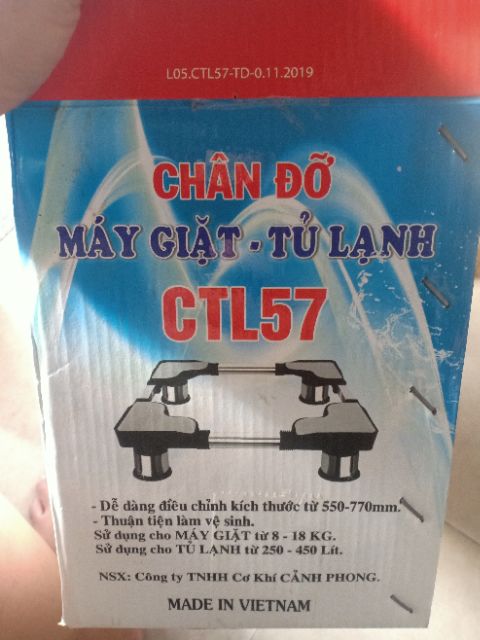 L05.CTL57-TD-0.11.2019
CHÂN ĐỠ
MÁY GIẶT - TỦ LẠNH
CTL57
- Dễ dàng điều chỉnh kích thước từ 550-770mm.
- Thuận tiện làm vệ sinh.
Sử dụng cho MÁY GIẶT từ 8 - 18 KG.
Sử dụng cho TỦ LẠNH từ 250 - 450 Lít.
NSX: Công ty TNHH Cơ Khí CẢNH PHONG.
MADE IN VIETNAM